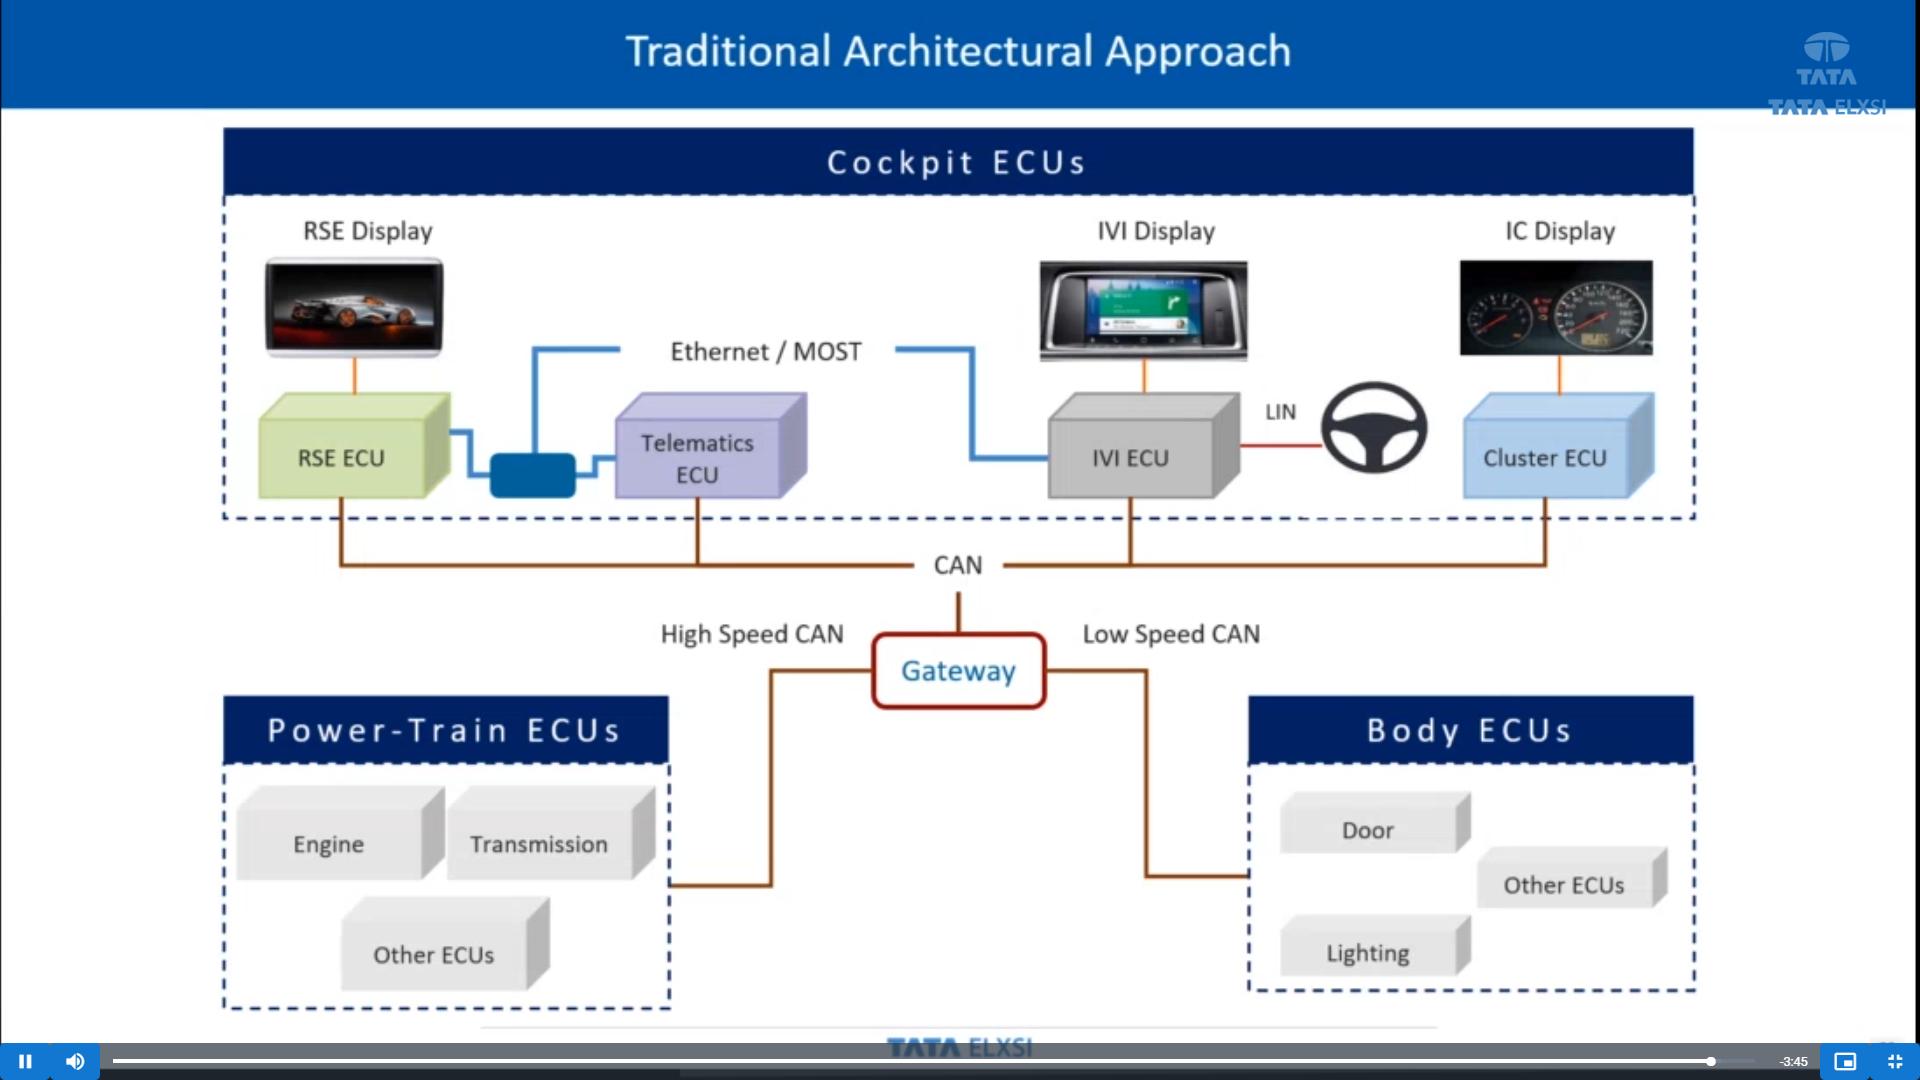 Traditional Architectural Approach
TATA
TATA ELXSI
Cockpit ECUs
RSE Display
IVI Display
IC Display
Ethernet / MOST
LIN
RSE ECU
Telematics
ECU
IVI ECU
Cluster ECU
CAN
High Speed CAN
Low Speed CAN
Gateway
Power-Train ECUs
Body ECUs
Engine
Transmission
Door
Other ECUs
Other ECUs
Lighting
TATA ELXSI
-3:45